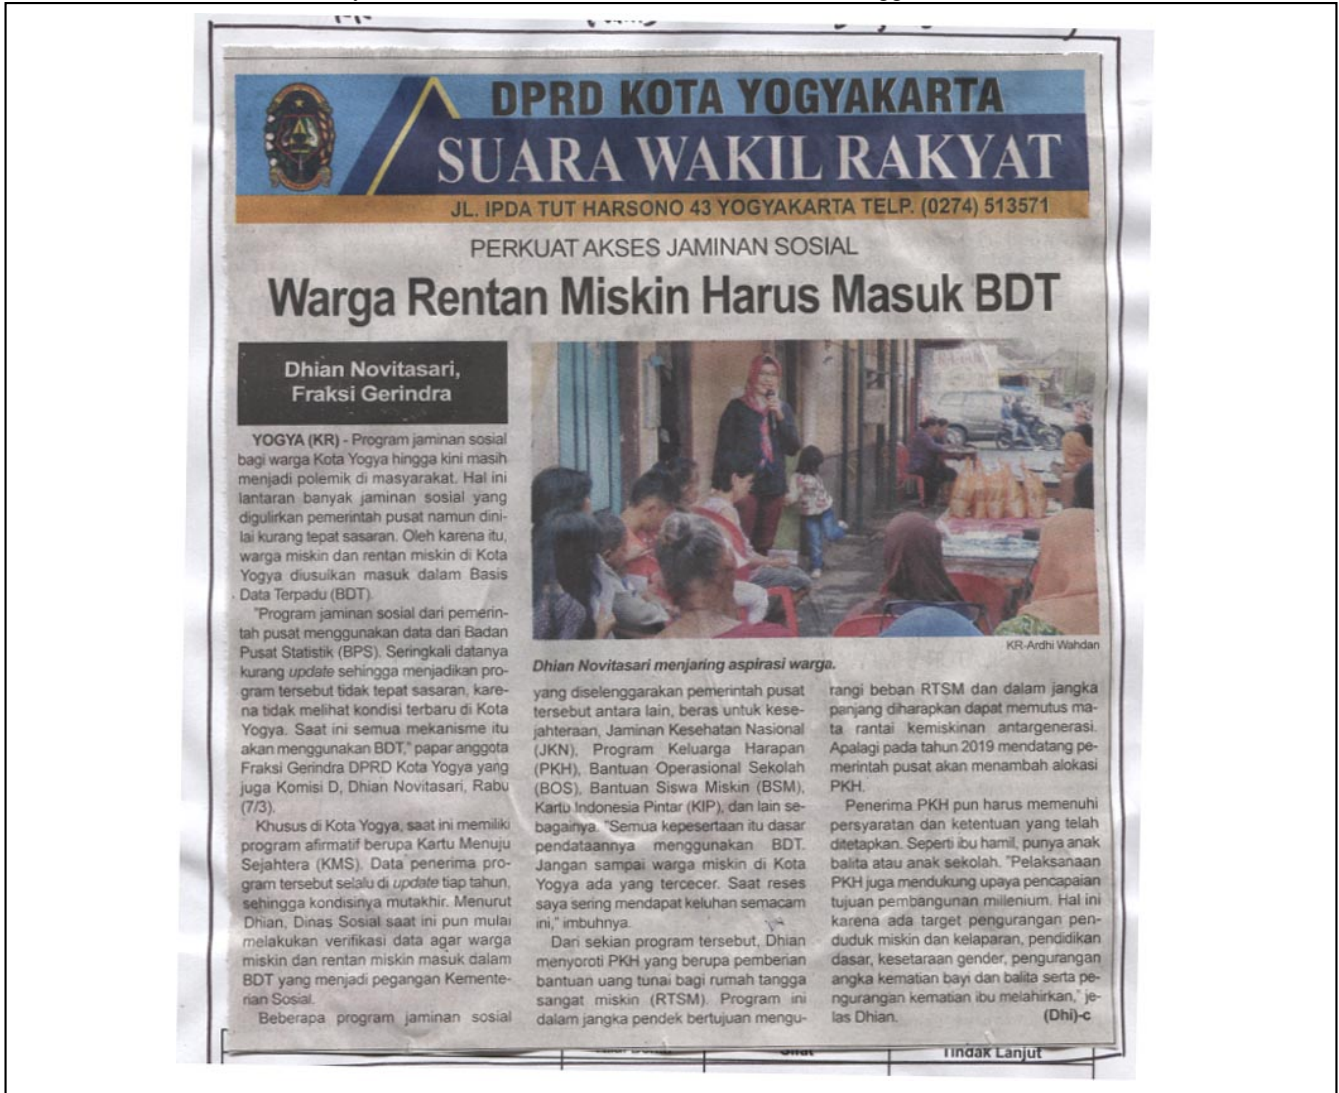 DPRD KOTA YOGYAKARTA
SUARA WAKIL RAKYAT
JL. IPDA TUT HARSONO 43 YOGYAKARTA TELP. (0274) 513571
PERKUAT AKSES JAMINAN SOSIAL
Warga Rentan Miskin Harus Masuk BDT
Dhian Novitasari,
Fraksi Gerindra
YOGYA (KR) - Program jaminan sosial
bagi warga Kota Yogya hingga kini masih
menjadi polemik di masyarakat. Hal ini
lantaran banyak jaminan sosial yang
digulirkan pemerintah pusat namun dini-
lai kurang tepat sasaran. Oleh karena itu,
warga miskin dan rentan miskin di Kota
Yogya diusulkan masuk dalam Basis
Data Terpadu (BDT).
"Program jaminan sosial dari pemerin-
tah pusat menggunakan data dari Badan
Pusat Statistik (BPS). Seringkali datanya
kurang update sehingga menjadikan pro-
gram tersebut tidak tepat sasaran, kare-
na tidak melihat kondisi terbaru di Kota
Yogya. Saat ini semua mekanisme itu
akan menggunakan BDT," papar anggota
Fraksi Gerindra DPRD Kota Yogya yang
juga Komisi D, Dhian Novitasari, Rabu
(7/3).
Khusus di Kota Yogya, saat ini memiliki
program afirmatif berupa Kartu Menuju
Sejahtera (KMS). Data penerima pro-
gram tersebut selalu di update tiap tahun,
sehingga kondisinya mutakhir. Menurut
Dhian, Dinas Sosial saat ini pun mulai
melakukan verifikasi data agar warga
miskin dan rentan miskin masuk dalam
BDT yang menjadi pegangan Kemente-
rian Sosial.
Beberapa program jaminan sosial
KR-Ardhi Wahdan
Dhian Novitasari menjaring aspirasi warga.
yang diselenggarakan pemerintah pusat
tersebut antara lain, beras untuk kese-
jahteraan, Jaminan Kesehatan Nasional
(JKN), Program Keluarga Harapan
(PKH), Bantuan Operasional Sekolah
(BOS), Bantuan Siswa Miskin (BSM),
Kartu Indonesia Pintar (KIP), dan lain se-
bagainya. "Semua kepesertaan itu dasar
pendataannya menggunakan BDT.
Jangan sampai warga miskin di Kota
Yogya ada yang tercecer. Saat reses
saya sering mendapat keluhan semacam
ini," imbuhnya.
Dari sekian program tersebut, Dhian
menyoroti PKH yang berupa pemberian
bantuan uang tunai bagi rumah tangga
sangat miskin (RTSM). Program ini
dalam jangka pendek bertujuan mengu-
rangi beban RTSM dan dalam jangka
panjang diharapkan dapat memutus ma-
ta rantai kemiskinan antargenerasi.
Apalagi pada tahun 2019 mendatang pe-
merintah pusat akan menambah alokasi
PKH.
Penerima PKH pun harus memenuhi
persyaratan dan ketentuan yang telah
ditetapkan. Seperti ibu hamil, punya anak
balita atau anak sekolah. "Pelaksanaan
PKH juga mendukung upaya pencapaian
tujuan pembangunan millenium. Hal ini
karena ada target pengurangan pen-
duduk miskin dan kelaparan, pendidikan
dasar, kesetaraan gender, pengurangan
angka kematian bayi dan balita serta pe-
ngurangan kematian ibu melahirkan," je-
las Dhian. (Dhi)-c
Tindak Lanjut